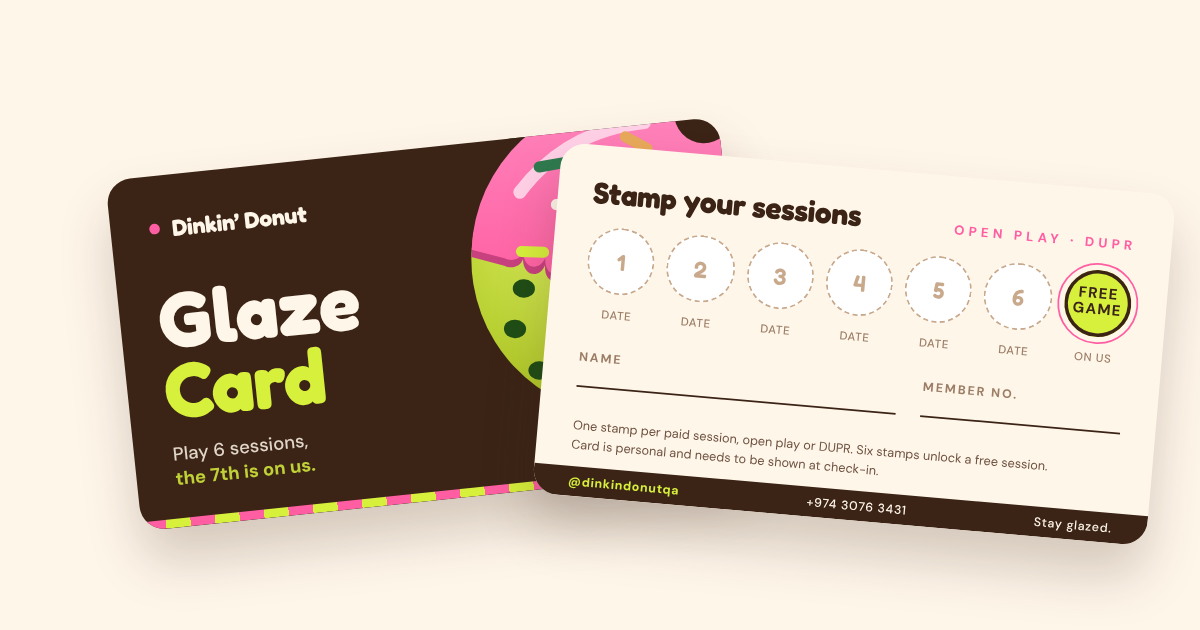 Dinkin’ Donut
Glaze
Card
Play 6 sessions,
the 7th is on us.
Stamp your sessions
OPEN PLAY · DUPR
1 2 3 4 5 6 FREE GAME
DATE DATE DATE DATE DATE DATE ON US
NAME
MEMBER NO.
One stamp per paid session, open play or DUPR. Six stamps unlock a free session.
Card is personal and needs to be shown at check-in.
@dinkindonutqa +974 3076 3431 Stay glazed.